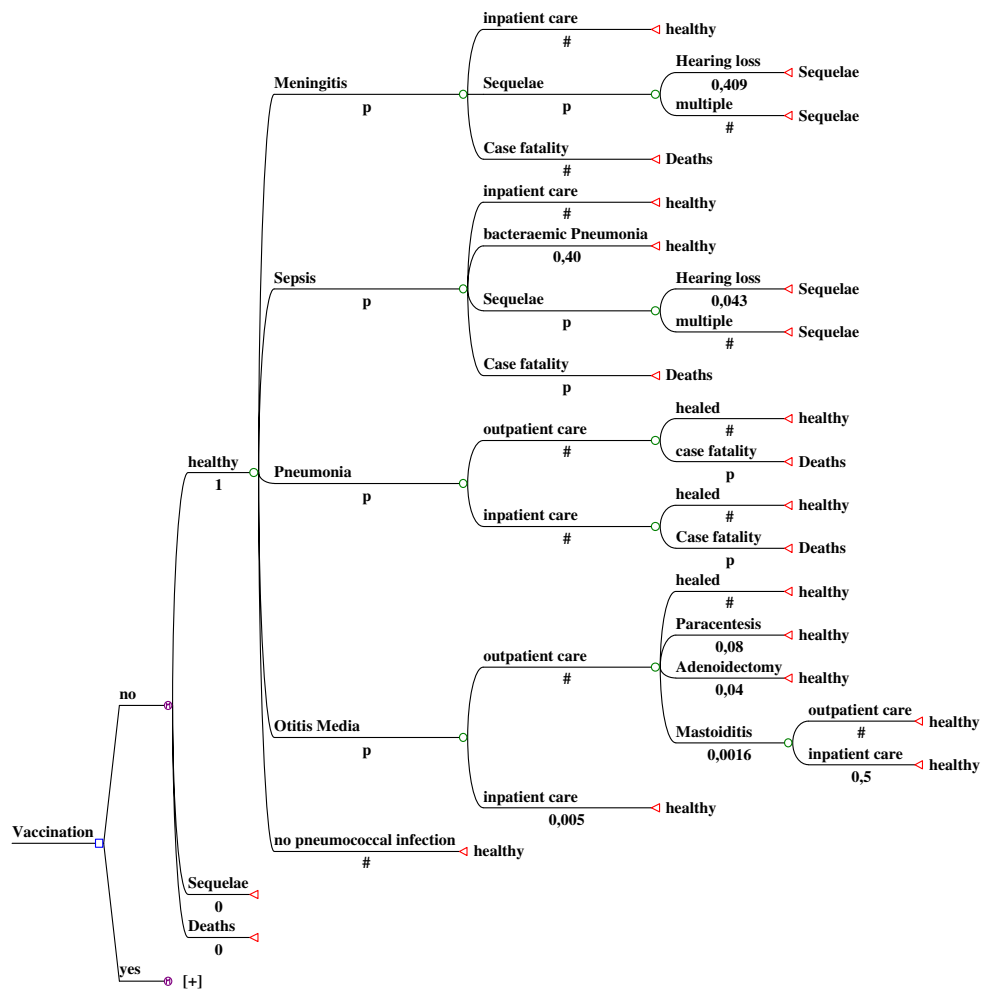 inpatient care
#
healthy
Hearing loss
0,409
Sequelae
Meningitis
p
Sequelae
p
multiple
#
Sequelae
Case fatality
#
Deaths
inpatient care
#
healthy
bacteraemic Pneumonia
0,40
healthy
Sepsis
p
Hearing loss
0,043
Sequelae
Sequelae
p
multiple
#
Sequelae
Case fatality
p
Deaths
healed
#
healthy
outpatient care
#
case fatality
p
Deaths
healthy
1
Pneumonia
p
healed
#
healthy
inpatient care
#
Case fatality
p
Deaths
healed
#
healthy
Paracentesis
0,08
healthy
outpatient care
#
Adenoidectomy
0,04
healthy
no
Otitis Media
p
Mastoiditis
0,0016
outpatient care
#
healthy
inpatient care
0,5
healthy
inpatient care
0,005
healthy
Vaccination
no pneumococcal infection
#
healthy
Sequelae
0
Deaths
0
yes
[+]